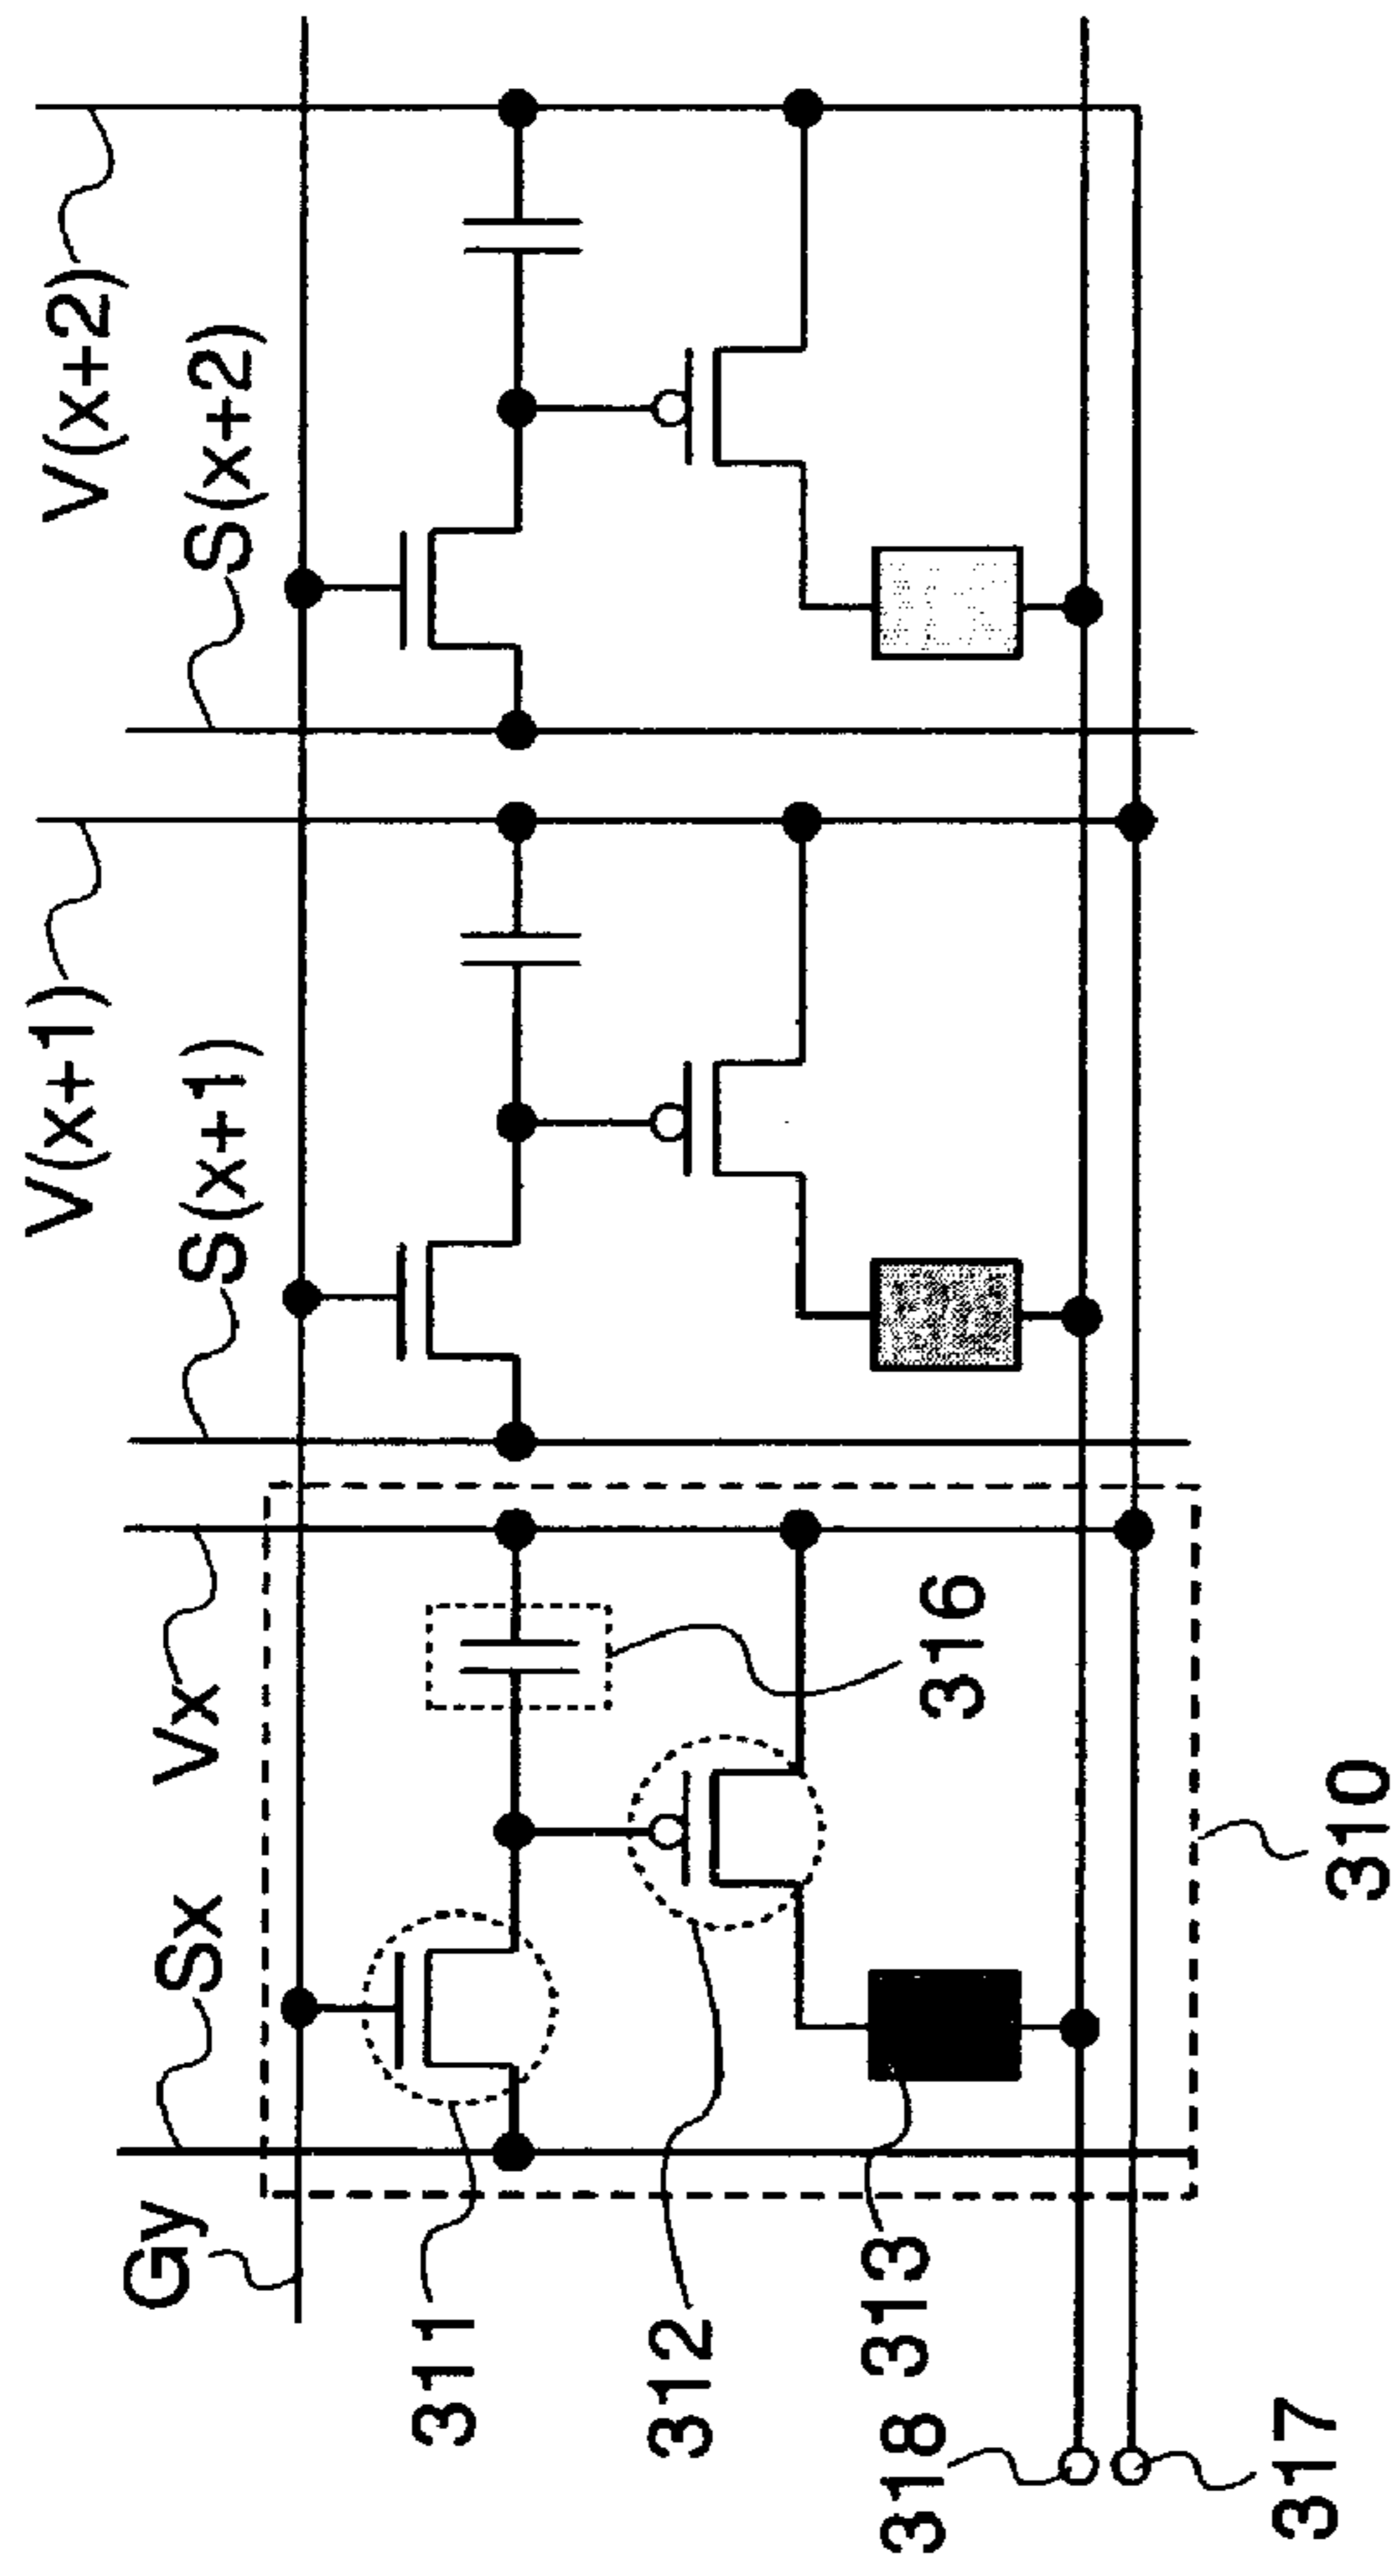 Gy
Sx
Vx
S(x+1)
V(x+1)
S(x+2)
V(x+2)
311
312
313
316
318
317
310